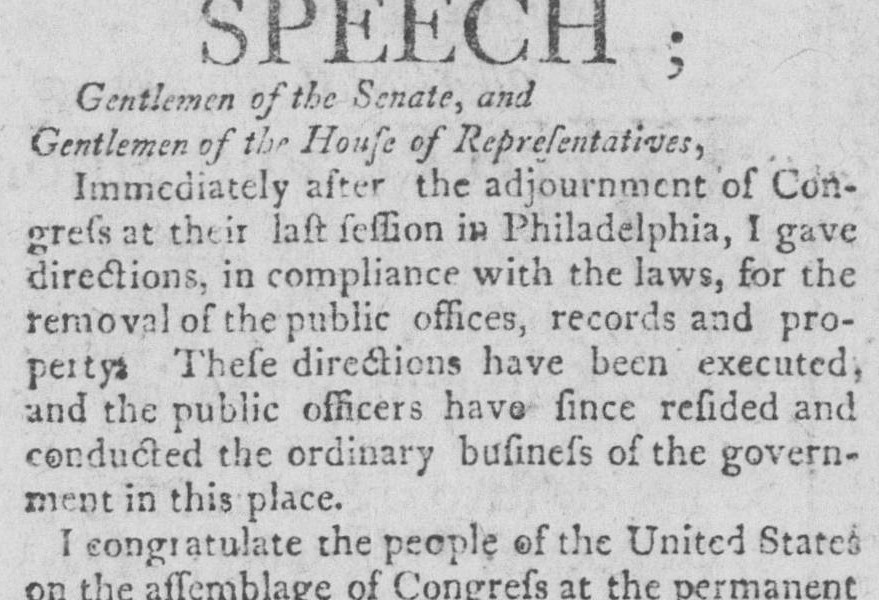 SPEECH ;
Gentlemen of the Senate, and
Gentlemen of the Houſe of Repreſentatives,
Immediately after the adjournment of Con-
greſs at their laſt ſeſſion in Philadelphia, I gave
directions, in compliance with the laws, for the
removal of the public offices, records and pro-
perty; Theſe directions have been executed,
and the public officers have ſince reſided and
conducted the ordinary buſineſs of the govern-
ment in this place.
I congratulate the people of the United States
on the aſſemblage of Congreſs at the permanent